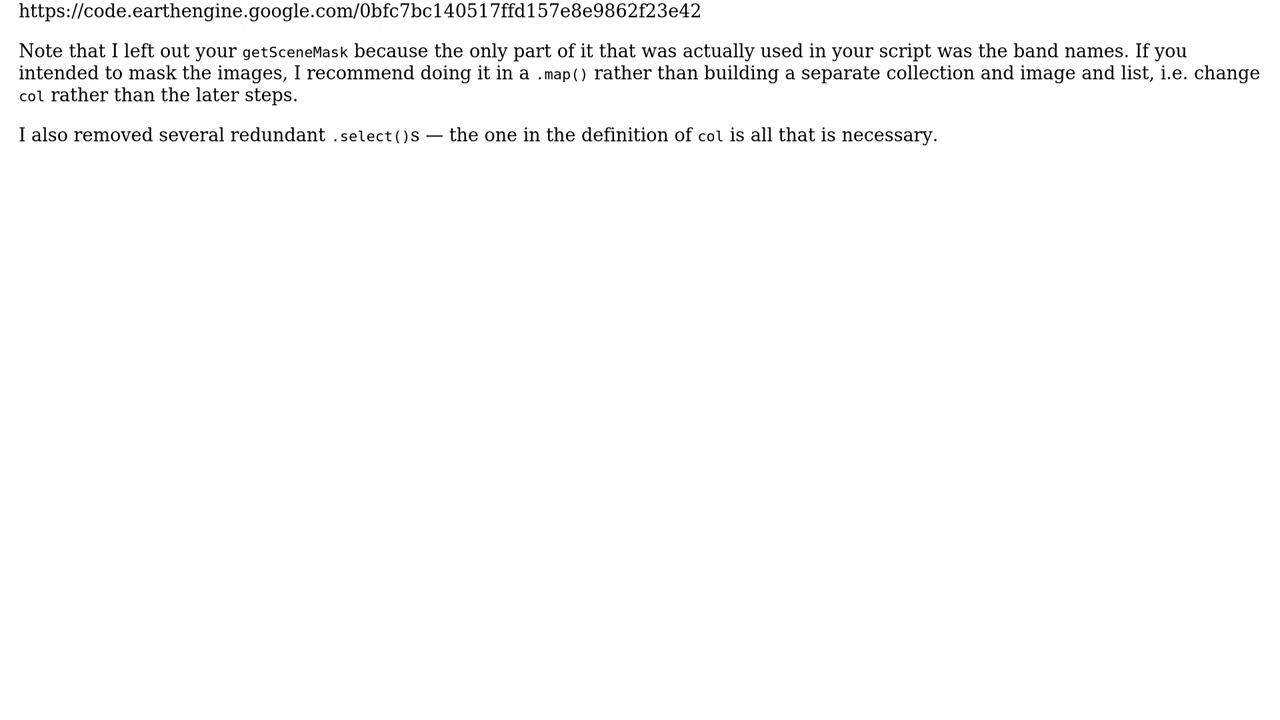 https://code.earthengine.google.com/0bfc7bc140517ffd157e8e9862f23e42
Note that I left out your getSceneMask because the only part of it that was actually used in your script was the band names. If you
intended to mask the images, I recommend doing it in a .map() rather than building a separate collection and image and list, i.e. change
col rather than the later steps.
I also removed several redundant .select()s — the one in the definition of col is all that is necessary.